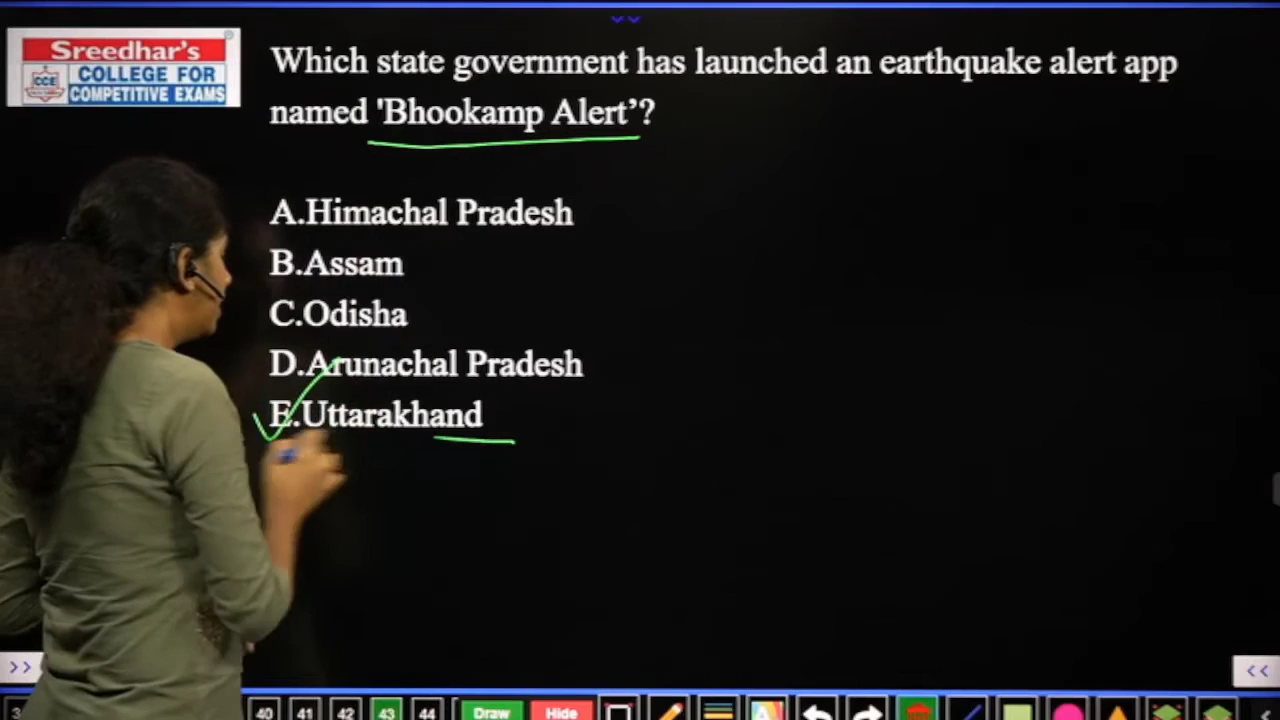 Sreedhar's
CCE
COLLEGE FOR
COMPETITIVE EXAMS
Which state government has launched an earthquake alert app
named 'Bhookamp Alert’?
A.Himachal Pradesh
B.Assam
C.Odisha
D.Arunachal Pradesh
E.Uttarakhand
>>
<<
3
40 41 42 43 44 Draw Hide A